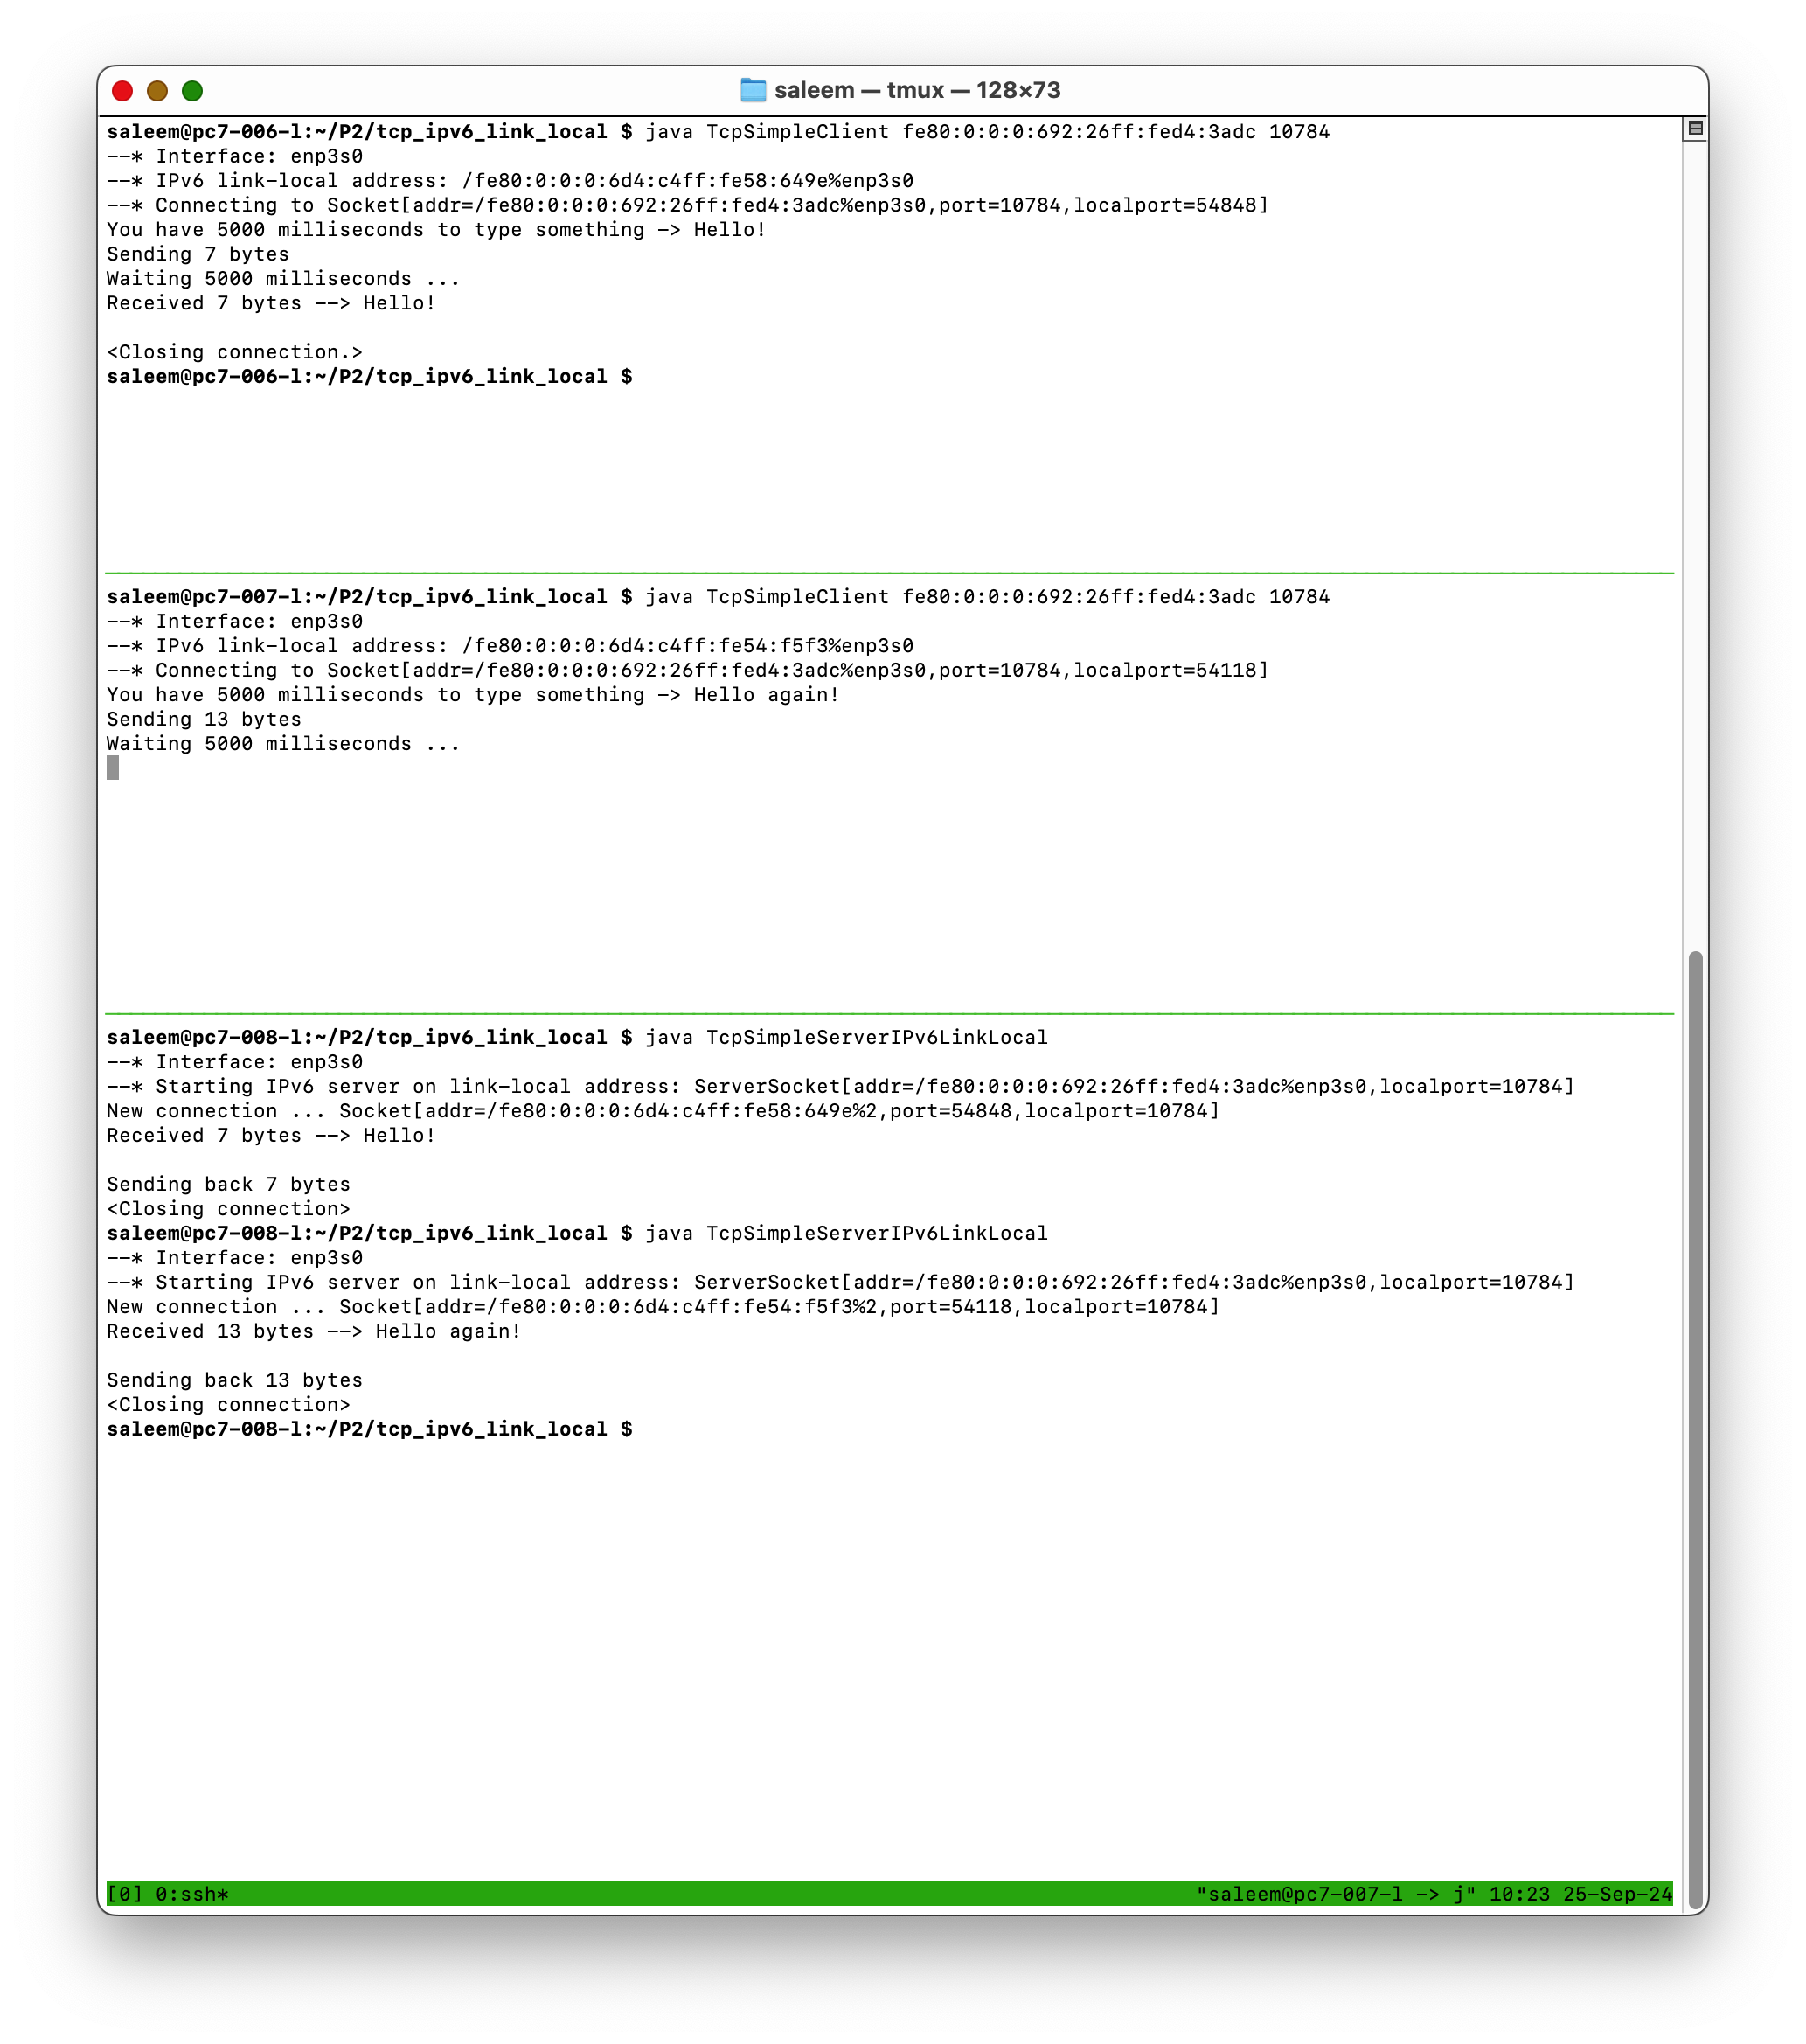 saleem — tmux — 128×73
saleem@pc7-006-l:~/P2/tcp_ipv6_link_local $ java TcpSimpleClient fe80:0:0:0:692:26ff:fed4:3adc 10784
--* Interface: enp3s0
--* IPv6 link-local address: /fe80:0:0:0:6d4:c4ff:fe58:649e%enp3s0
--* Connecting to Socket[addr=/fe80:0:0:0:692:26ff:fed4:3adc%enp3s0,port=10784,localport=54848]
You have 5000 milliseconds to type something -> Hello!
Sending 7 bytes
Waiting 5000 milliseconds ...
Received 7 bytes --> Hello!
<Closing connection.>
saleem@pc7-006-l:~/P2/tcp_ipv6_link_local $
saleem@pc7-007-l:~/P2/tcp_ipv6_link_local $ java TcpSimpleClient fe80:0:0:0:692:26ff:fed4:3adc 10784
--* Interface: enp3s0
--* IPv6 link-local address: /fe80:0:0:0:6d4:c4ff:fe54:f5f3%enp3s0
--* Connecting to Socket[addr=/fe80:0:0:0:692:26ff:fed4:3adc%enp3s0,port=10784,localport=54118]
You have 5000 milliseconds to type something -> Hello again!
Sending 13 bytes
Waiting 5000 milliseconds ...
saleem@pc7-008-l:~/P2/tcp_ipv6_link_local $ java TcpSimpleServerIPv6LinkLocal
--* Interface: enp3s0
--* Starting IPv6 server on link-local address: ServerSocket[addr=/fe80:0:0:0:692:26ff:fed4:3adc%enp3s0,localport=10784]
New connection ... Socket[addr=/fe80:0:0:0:6d4:c4ff:fe58:649e%2,port=54848,localport=10784]
Received 7 bytes --> Hello!
Sending back 7 bytes
<Closing connection>
saleem@pc7-008-l:~/P2/tcp_ipv6_link_local $ java TcpSimpleServerIPv6LinkLocal
--* Interface: enp3s0
--* Starting IPv6 server on link-local address: ServerSocket[addr=/fe80:0:0:0:692:26ff:fed4:3adc%enp3s0,localport=10784]
New connection ... Socket[addr=/fe80:0:0:0:6d4:c4ff:fe54:f5f3%2,port=54118,localport=10784]
Received 13 bytes --> Hello again!
Sending back 13 bytes
<Closing connection>
saleem@pc7-008-l:~/P2/tcp_ipv6_link_local $
[0] 0:ssh* "saleem@pc7-007-l -> j" 10:23 25-Sep-24